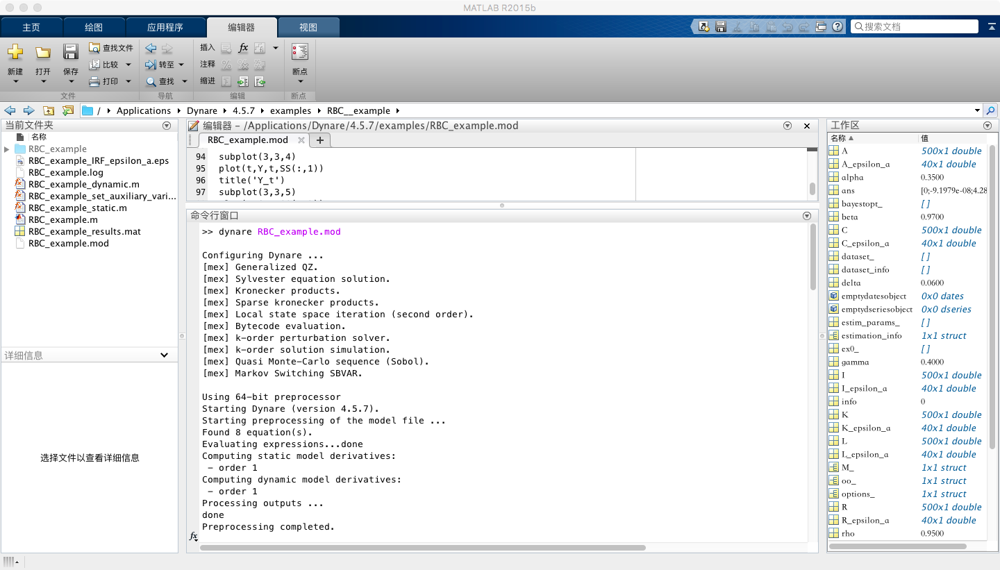 MATLAB R2015b
主页 绘图 应用程序 编辑器 视图
搜索文档
新建 打开 保存 查找文件 比较 打印
转至 查找
插入 fx
注释
缩进
断点
文件 导航 编辑 断点
/ Applications Dynare 4.5.7 examples RBC__example
当前文件夹
名称
RBC_example
RBC_example_IRF_epsilon_a.eps
RBC_example.log
RBC_example_dynamic.m
RBC_example_set_auxiliary_vari...
RBC_example_static.m
RBC_example.m
RBC_example_results.mat
RBC_example.mod
详细信息
选择文件以查看详细信息
编辑器 – /Applications/Dynare/4.5.7/examples/RBC_example.mod
RBC_example.mod
94 subplot(3,3,4)
95 plot(t,Y,t,SS(:,1))
96 title('Y_t')
97 subplot(3,3,5)
命令行窗口
>> dynare RBC_example.mod
Configuring Dynare ...
[mex] Generalized QZ.
[mex] Sylvester equation solution.
[mex] Kronecker products.
[mex] Sparse kronecker products.
[mex] Local state space iteration (second order).
[mex] Bytecode evaluation.
[mex] k-order perturbation solver.
[mex] k-order solution simulation.
[mex] Quasi Monte-Carlo sequence (Sobol).
[mex] Markov Switching SBVAR.
Using 64-bit preprocessor
Starting Dynare (version 4.5.7).
Starting preprocessing of the model file ...
Found 8 equation(s).
Evaluating expressions...done
Computing static model derivatives:
- order 1
Computing dynamic model derivatives:
- order 1
Processing outputs ...
done
Preprocessing completed.
fx
工作区
名称 值
A 500x1 double
A_epsilon_a 40x1 double
alpha 0.3500
ans [0;-9.1979e-08;4.28
bayestopt_ [ ]
beta 0.9700
C 500x1 double
C_epsilon_a 40x1 double
dataset_ [ ]
dataset_info [ ]
delta 0.0600
emptydatesobject 0x0 dates
emptydseriesobject 0x0 dseries
estim_params_ [ ]
estimation_info 1x1 struct
ex0_ [ ]
gamma 0.4000
I 500x1 double
I_epsilon_a 40x1 double
info 0
K 500x1 double
K_epsilon_a 40x1 double
L 500x1 double
L_epsilon_a 40x1 double
M_ 1x1 struct
oo_ 1x1 struct
options_ 1x1 struct
R 500x1 double
R_epsilon_a 40x1 double
rho 0.9500